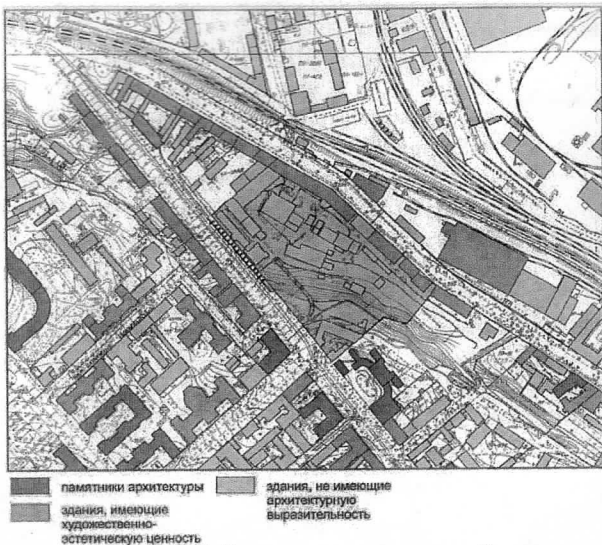 памятники архитектуры
здания, имеющие
художественно-
эстетическую ценность
здания, не имеющие
архитектурную
выразительность